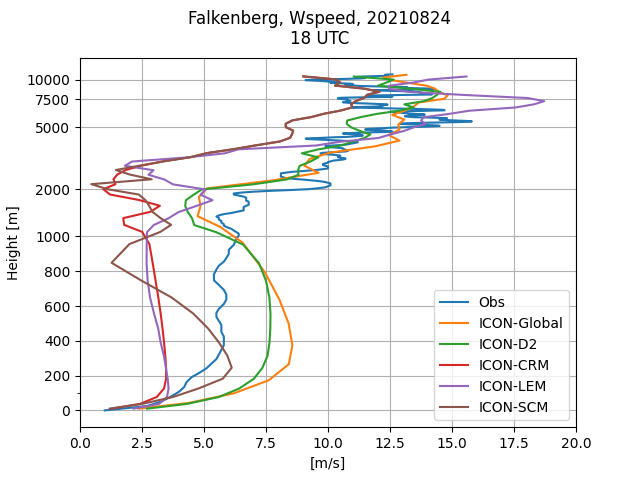 Falkenberg, Wspeed, 20210824
18 UTC
Height [m]
10000
7500
5000
2000
1000
800
600
400
200
0
Obs
ICON-Global
ICON-D2
ICON-CRM
ICON-LEM
ICON-SCM
0.0 2.5 5.0 7.5 10.0 12.5 15.0 17.5 20.0
[m/s]